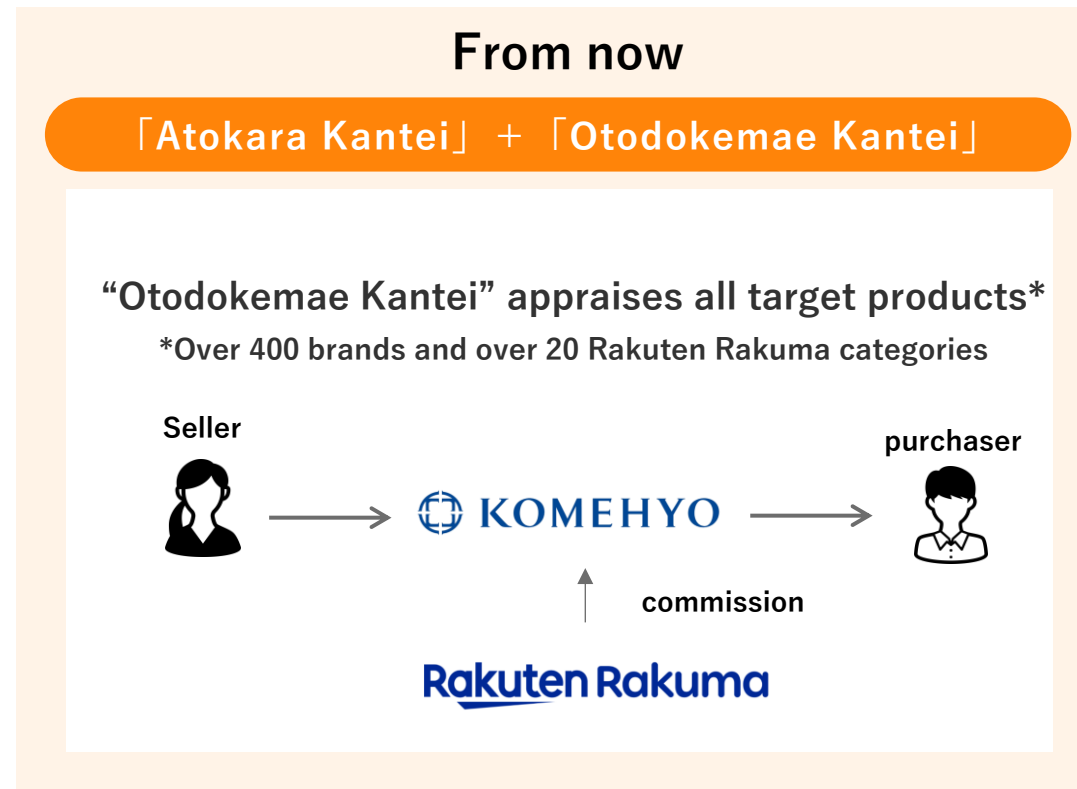 From now
「Atokara Kantei」 + 「Otodokemae Kantei」
“Otodokemae Kantei” appraises all target products*
*Over 400 brands and over 20 Rakuten Rakuma categories
Seller
purchaser
KOMEHYO
commission
Rakuten Rakuma